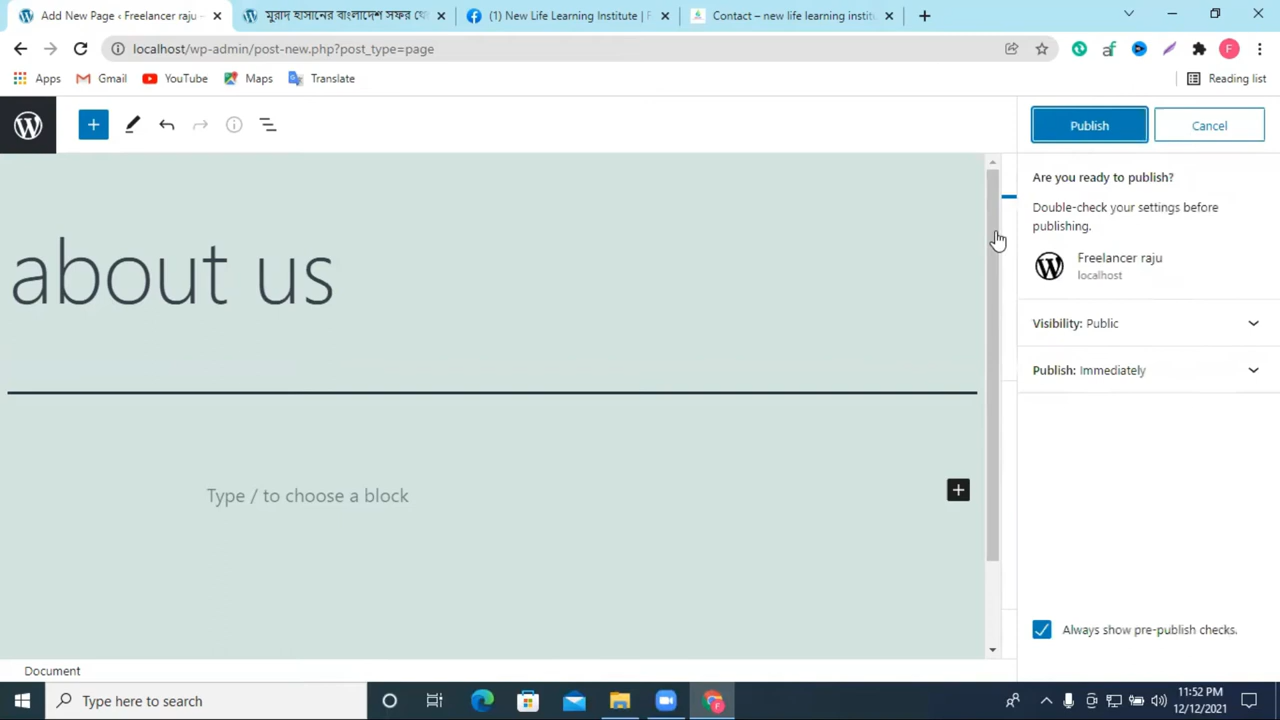 Add New Page ‹ Freelancer raju –
মুরাদ হাসানের বাংলাদেশ সফর থে
(1) New Life Learning Institute | F
Contact – new life learning institu
localhost/wp-admin/post-new.php?post_type=page
F
Apps
Gmail
YouTube
Maps
Translate
Reading list
Publish
Cancel
Are you ready to publish?
Double-check your settings before
publishing.
Freelancer raju
localhost
about us
Visibility: Public
Publish: Immediately
Type / to choose a block
Always show pre-publish checks.
Document
Type here to search
11:52 PM
12/12/2021